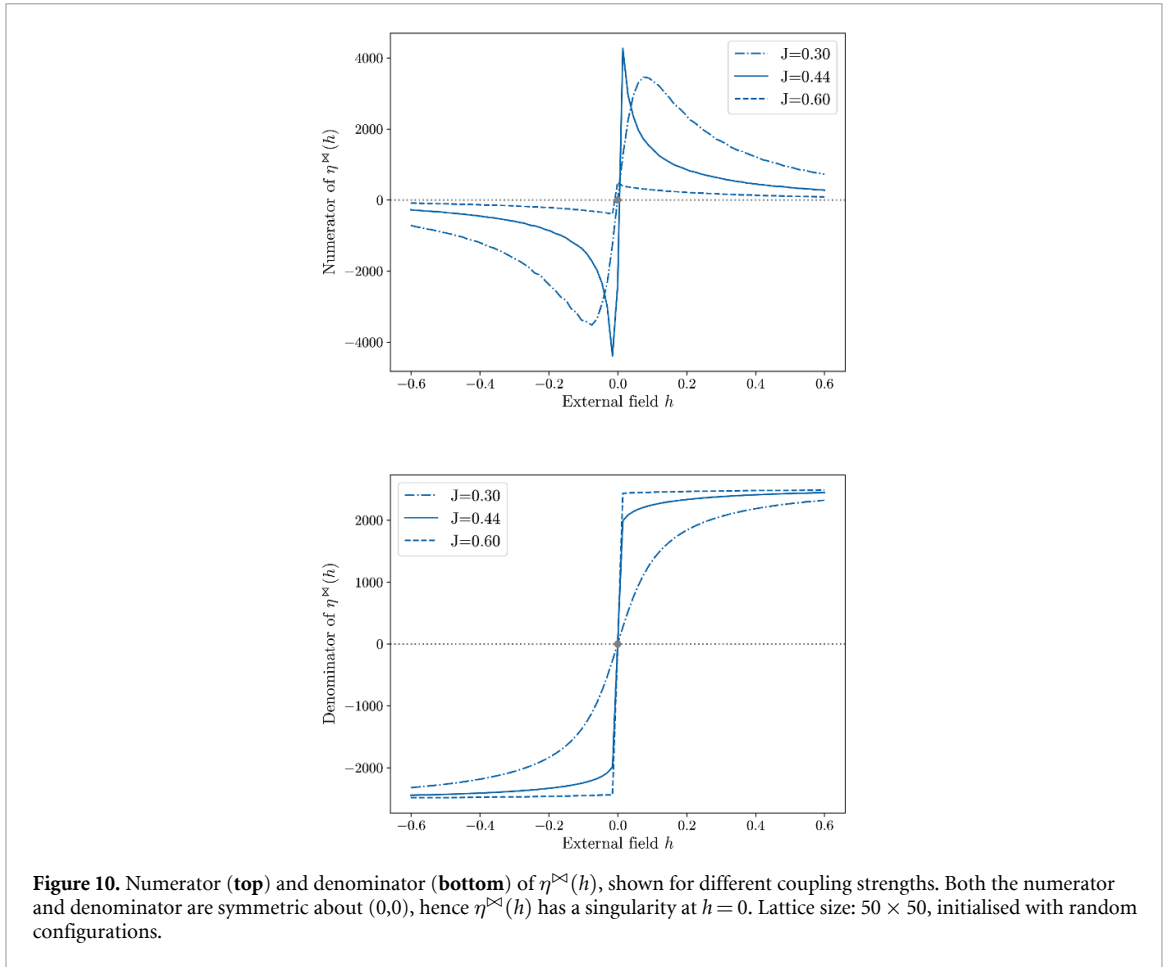 4000
2000
0
−2000
−4000
Numerator of η⋈(h)
J=0.30
J=0.44
J=0.60
−0.6 −0.4 −0.2 0.0 0.2 0.4 0.6
External field h
2000
1000
0
−1000
−2000
Denominator of η⋈(h)
J=0.30
J=0.44
J=0.60
−0.6 −0.4 −0.2 0.0 0.2 0.4 0.6
External field h
Figure 10. Numerator (top) and denominator (bottom) of η⋈(h), shown for different coupling strengths. Both the numerator
and denominator are symmetric about (0,0), hence η⋈(h) has a singularity at h = 0. Lattice size: 50 × 50, initialised with random
configurations.